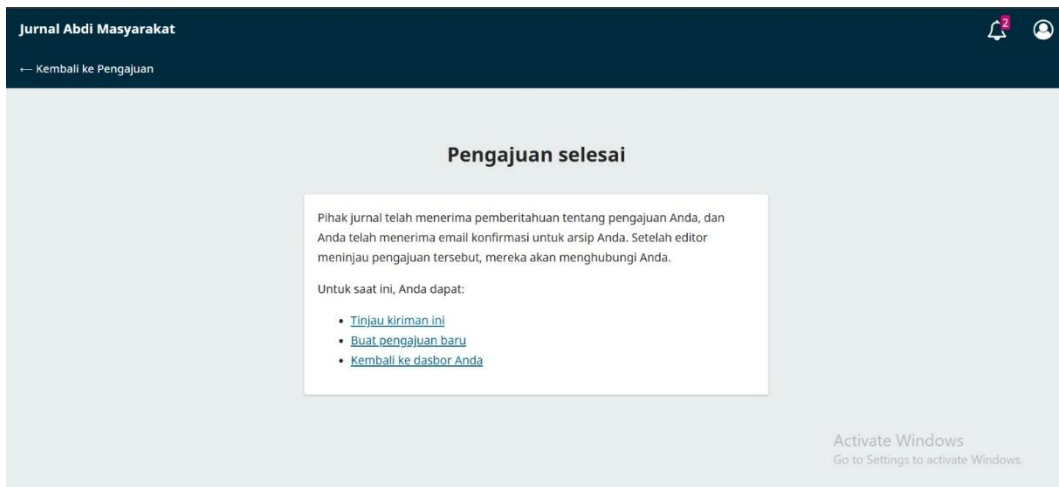 Jurnal Abdi Masyarakat
2
← Kembali ke Pengajuan
Pengajuan selesai
Pihak jurnal telah menerima pemberitahuan tentang pengajuan Anda, dan
Anda telah menerima email konfirmasi untuk arsip Anda. Setelah editor
meninjau pengajuan tersebut, mereka akan menghubungi Anda.
Untuk saat ini, Anda dapat:
• Tinjau kiriman ini
• Buat pengajuan baru
• Kembali ke dasbor Anda
Activate Windows
Go to Settings to activate Windows.